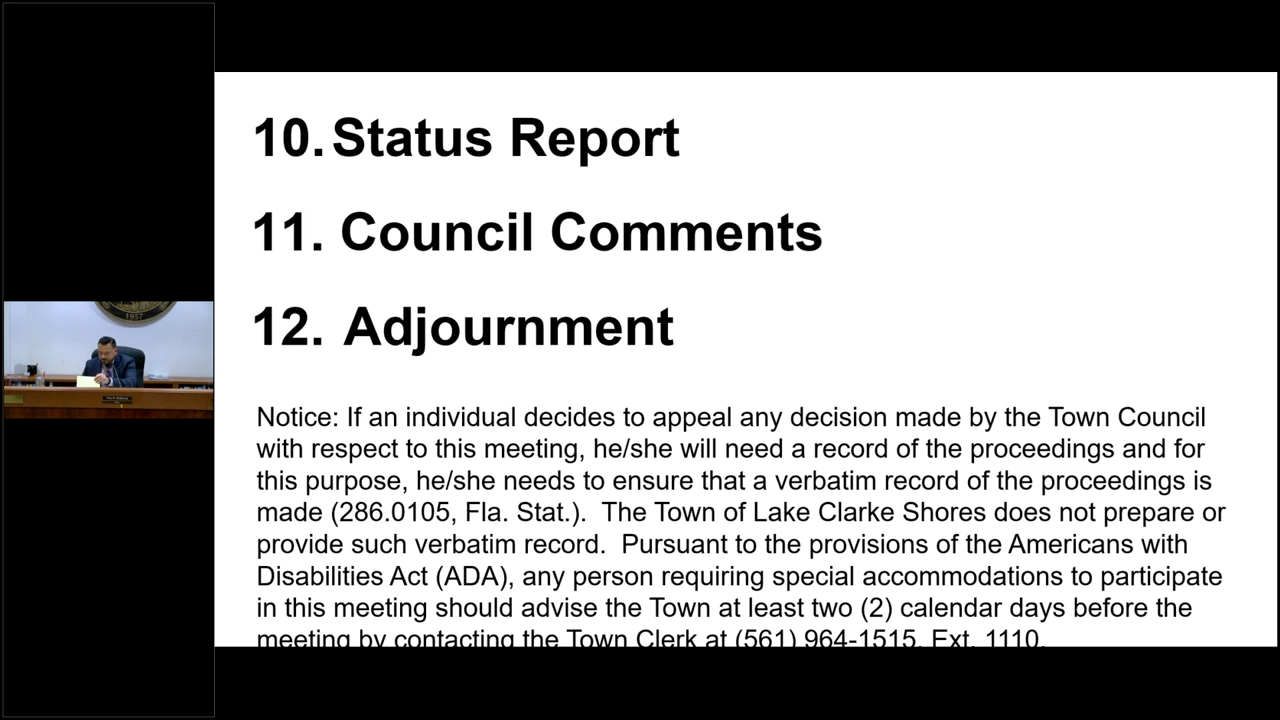 10. Status Report
11. Council Comments
12. Adjournment
Notice: If an individual decides to appeal any decision made by the Town Council
with respect to this meeting, he/she will need a record of the proceedings and for
this purpose, he/she needs to ensure that a verbatim record of the proceedings is
made (286.0105, Fla. Stat.). The Town of Lake Clarke Shores does not prepare or
provide such verbatim record. Pursuant to the provisions of the Americans with
Disabilities Act (ADA), any person requiring special accommodations to participate
in this meeting should advise the Town at least two (2) calendar days before the
meeting by contacting the Town Clerk at (561) 964-1515, Ext. 1110.
1957